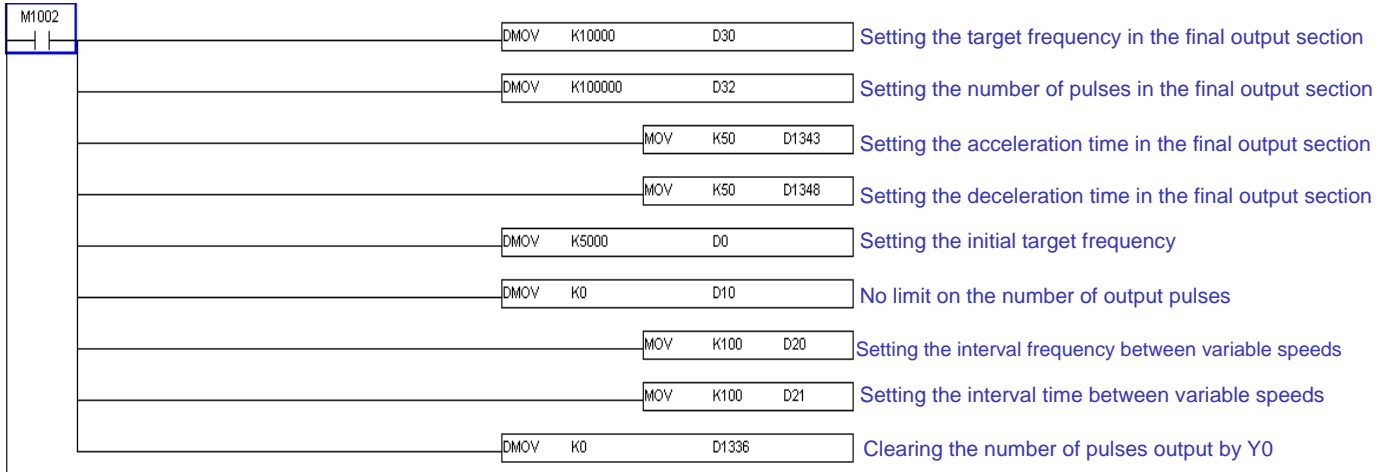 M1002
DMOV K10000 D30 Setting the target frequency in the final output section
DMOV K100000 D32 Setting the number of pulses in the final output section
MOV K50 D1343 Setting the acceleration time in the final output section
MOV K50 D1348 Setting the deceleration time in the final output section
DMOV K5000 D0 Setting the initial target frequency
DMOV K0 D10 No limit on the number of output pulses
MOV K100 D20 Setting the interval frequency between variable speeds
MOV K100 D21 Setting the interval time between variable speeds
DMOV K0 D1336 Clearing the number of pulses output by Y0